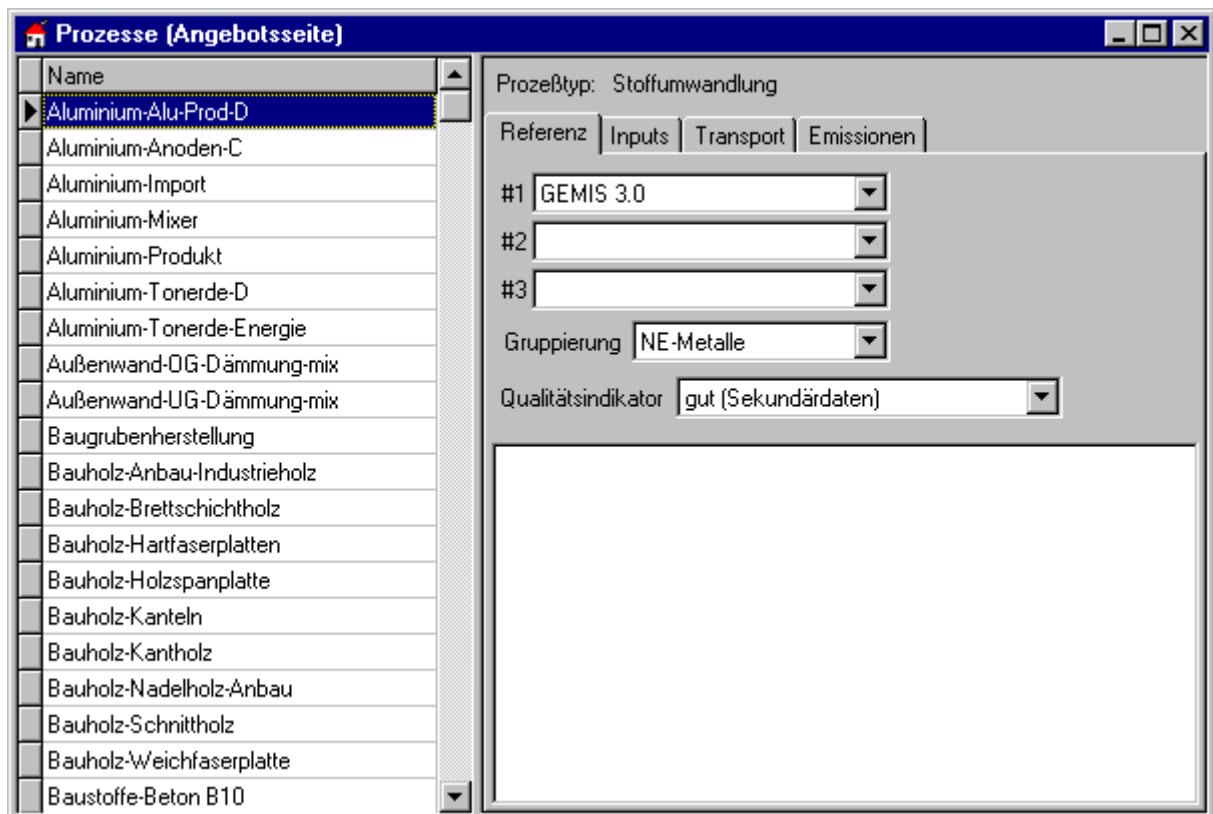 Prozesse (Angebotsseite)
Name
Aluminium-Alu-Prod-D
Aluminium-Anoden-C
Aluminium-Import
Aluminium-Mixer
Aluminium-Produkt
Aluminium-Tonerde-D
Aluminium-Tonerde-Energie
Außenwand-OG-Dämmung-mix
Außenwand-UG-Dämmung-mix
Baugrubenherstellung
Bauholz-Anbau-Industrieholz
Bauholz-Brettschichtholz
Bauholz-Hartfaserplatten
Bauholz-Holzspanplatte
Bauholz-Kanteln
Bauholz-Kantholz
Bauholz-Nadelholz-Anbau
Bauholz-Schnittholz
Bauholz-Weichfaserplatte
Baustoffe-Beton B10
Prozeßtyp: Stoffumwandlung
Referenz Inputs Transport Emissionen
#1 GEMIS 3.0
#2
#3
Gruppierung NE-Metalle
Qualitätsindikator gut (Sekundärdaten)